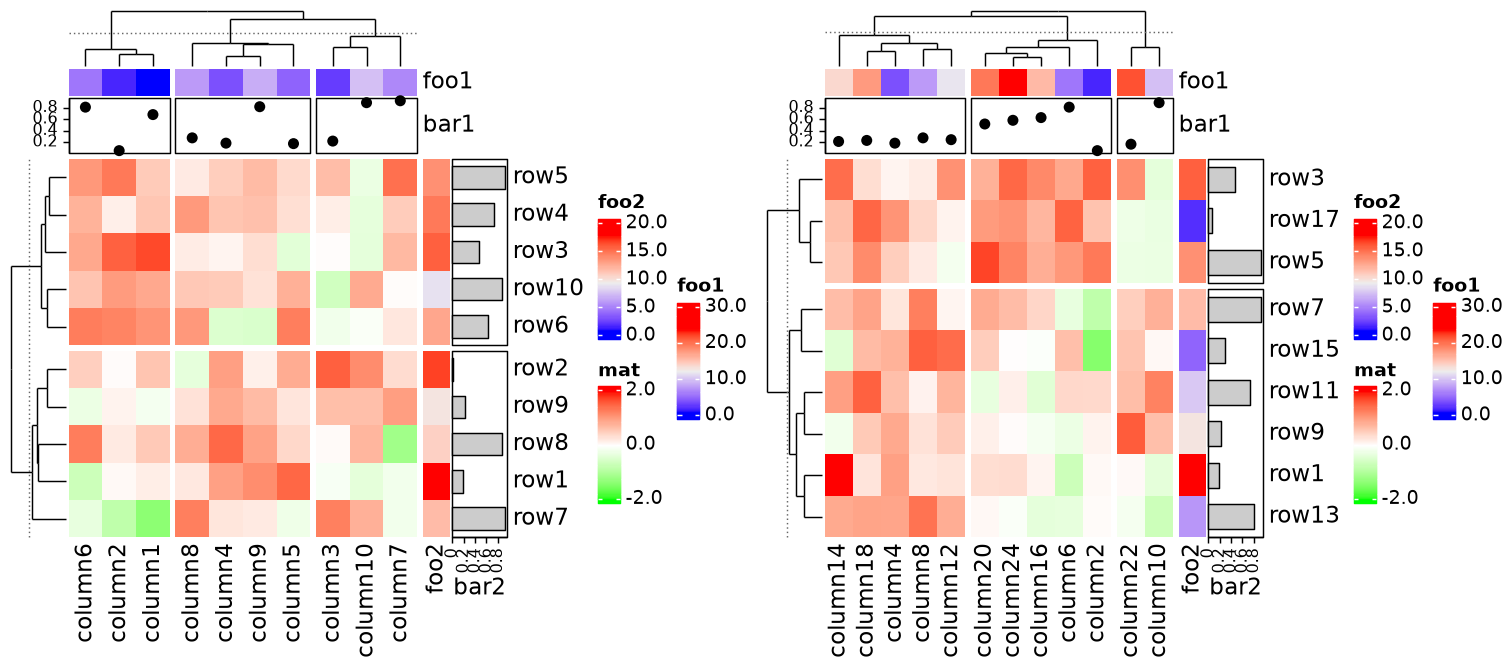 foo1
0.8
0.6
0.4
0.2
bar1
row5
row4
row3
row10
row6
row2
row9
row8
row1
row7
column6
column2
column1
column8
column4
column9
column5
column3
column10
column7
foo2
0
0.2
0.4
0.6
0.8
bar2
foo2
20.0
15.0
10.0
5.0
0.0
mat
2.0
0.0
-2.0
foo1
30.0
20.0
10.0
0.0
foo1
0.8
0.6
0.4
0.2
bar1
row3
row17
row5
row7
row15
row11
row9
row1
row13
column14
column18
column4
column8
column12
column20
column24
column16
column6
column2
column22
column10
foo2
0
0.2
0.4
0.6
0.8
bar2
foo2
20.0
15.0
10.0
5.0
0.0
mat
2.0
0.0
-2.0
foo1
30.0
20.0
10.0
0.0